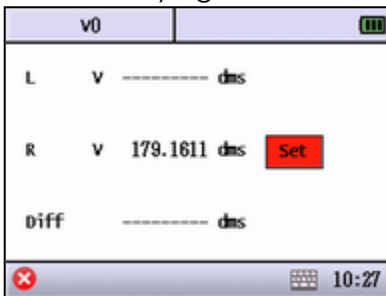 V0
L V --------- dms
R V 179.1611 dms Set
Diff --------- dms
10:27